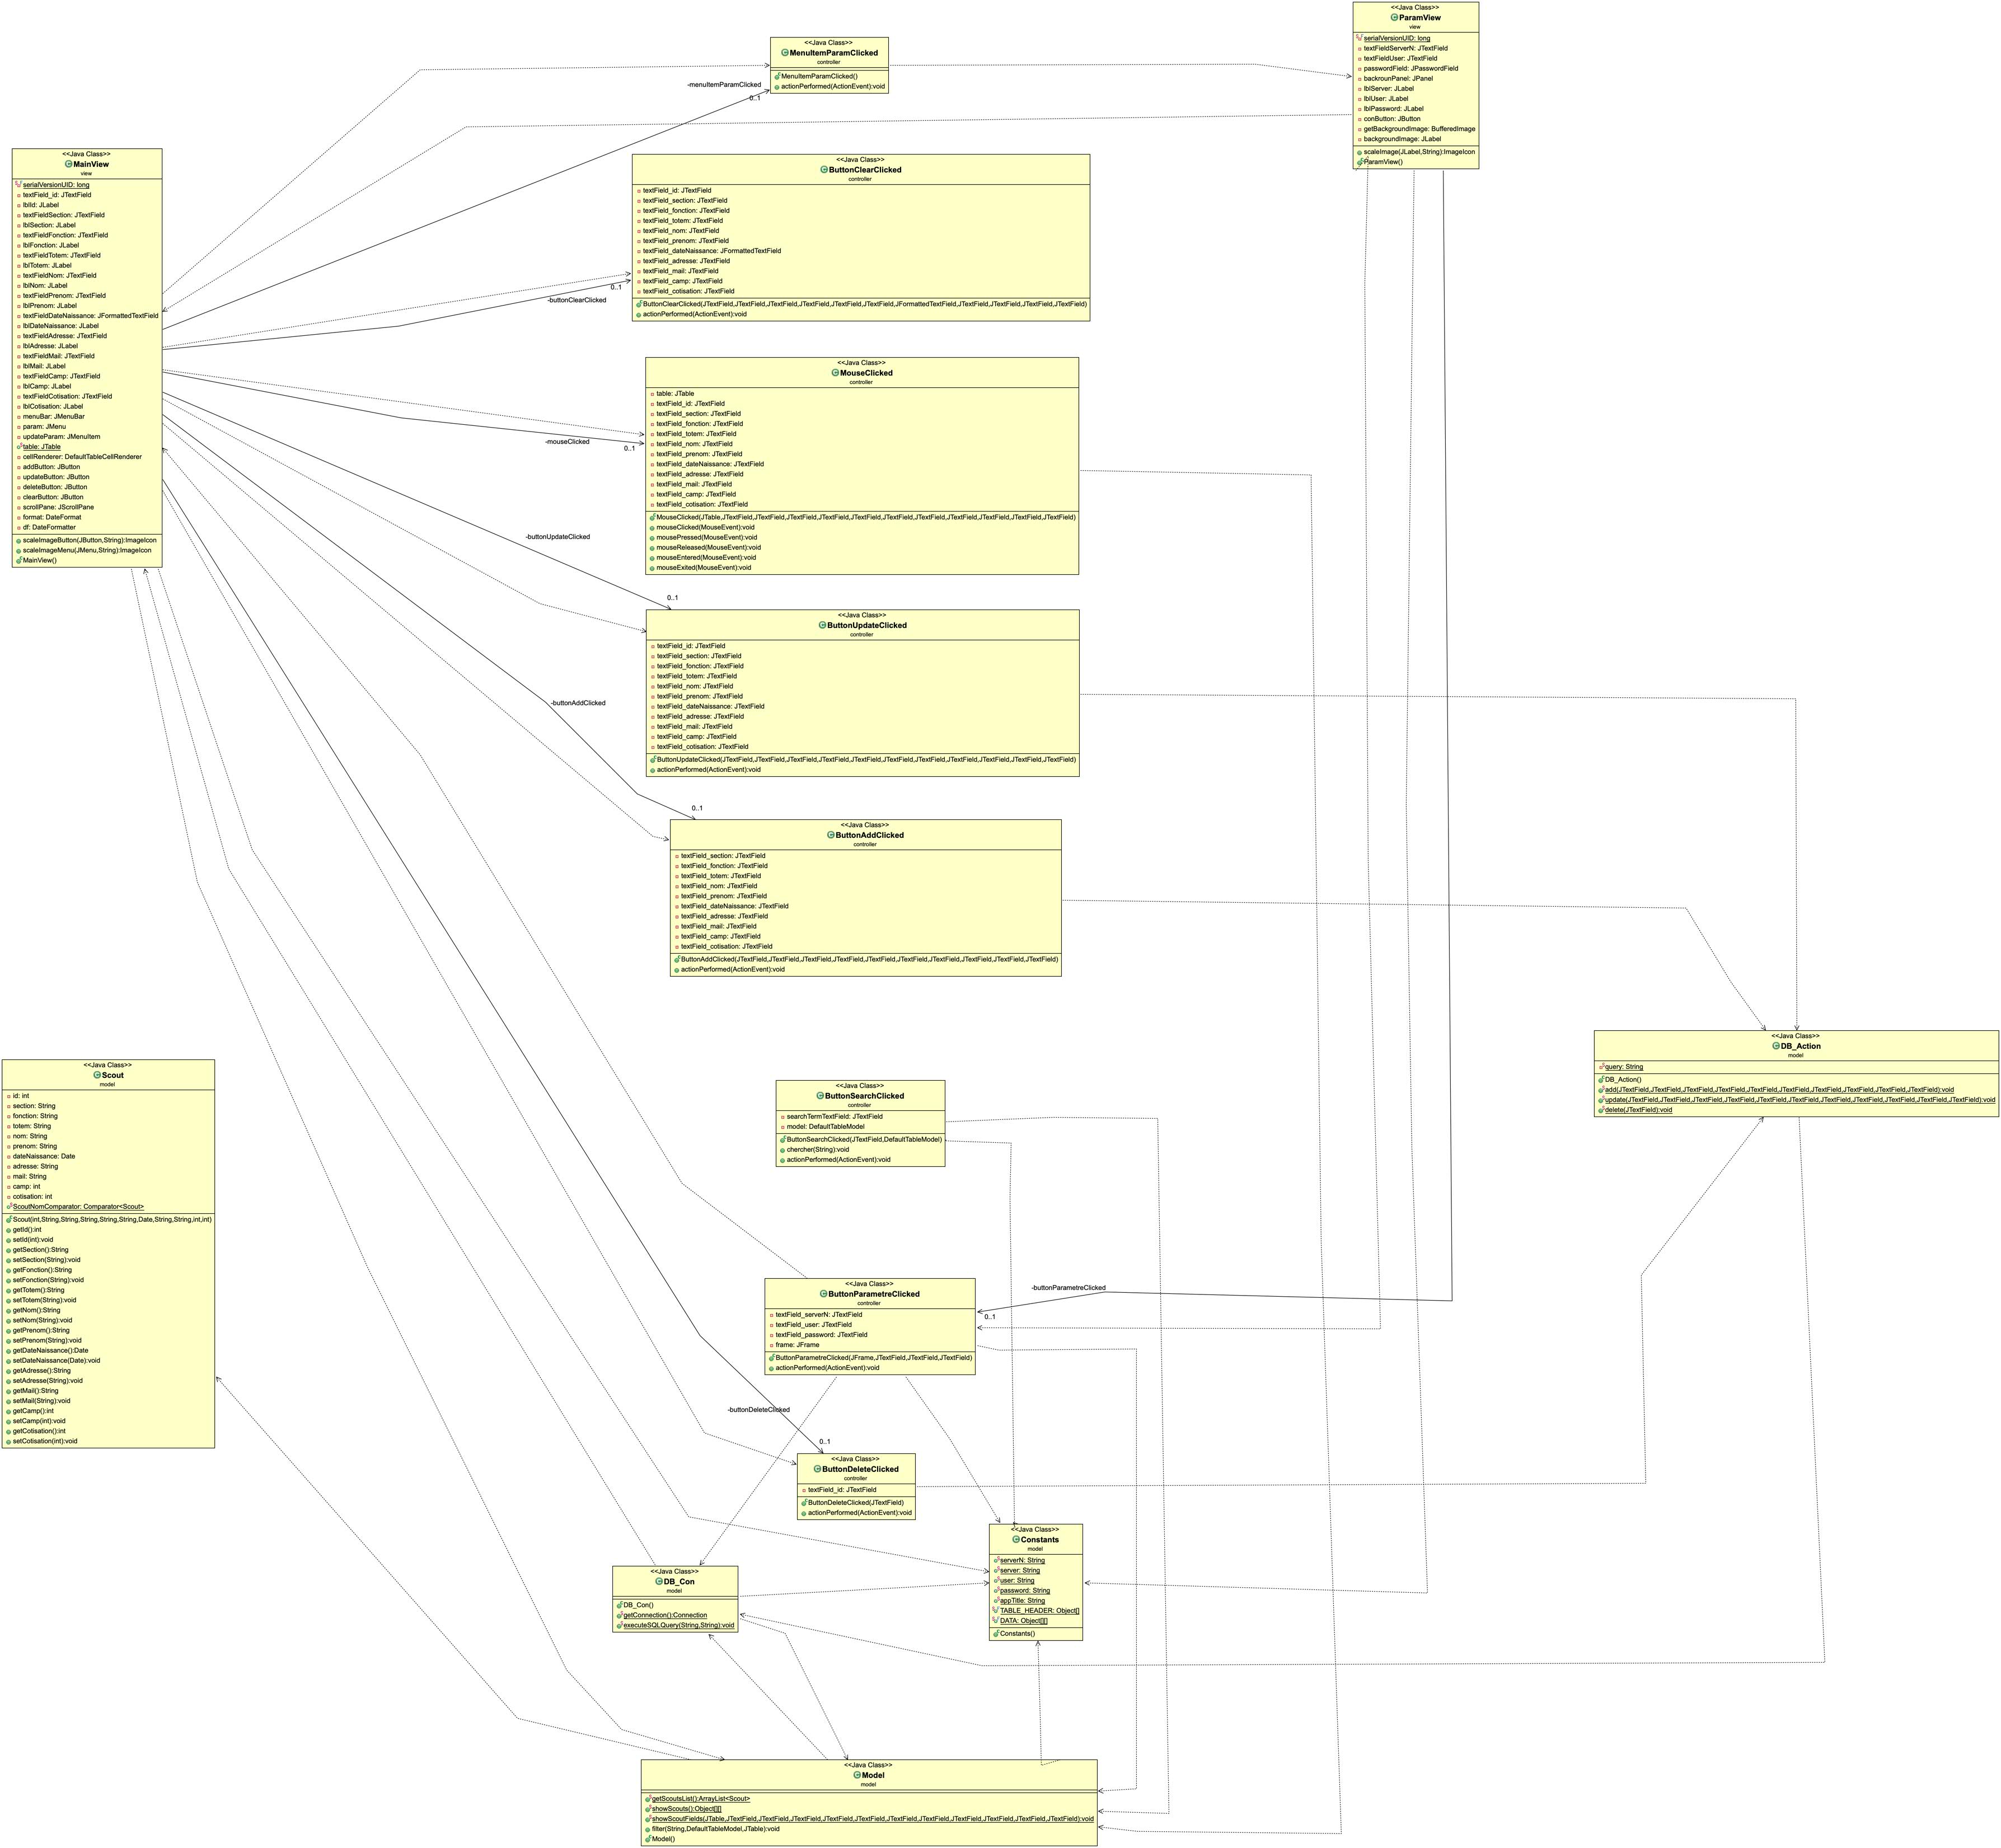 <<Java Class>>
ParamView
view
serialVersionUID: long
textFieldServerN: JTextField
textFieldUser: JTextField
passwordField: JPasswordField
backrounPanel: JPanel
lblServer: JLabel
lblUser: JLabel
lblPassword: JLabel
conButton: JButton
getBackgroundImage: BufferedImage
backgroundImage: JLabel
scaleImage(JLabel,String):ImageIcon
ParamView()
<<Java Class>>
MenuItemParamClicked
controller
MenuItemParamClicked()
actionPerformed(ActionEvent):void
-menuItemParamClicked
0..1
<<Java Class>>
MainView
view
serialVersionUID: long
textField_id: JTextField
lblId: JLabel
textFieldSection: JTextField
lblSection: JLabel
textFieldFonction: JTextField
lblFonction: JLabel
textFieldTotem: JTextField
lblTotem: JLabel
textFieldNom: JTextField
lblNom: JLabel
textFieldPrenom: JTextField
lblPrenom: JLabel
textFieldDateNaissance: JFormattedTextField
lblDateNaissance: JLabel
textFieldAdresse: JTextField
lblAdresse: JLabel
textFieldMail: JTextField
lblMail: JLabel
textFieldCamp: JTextField
lblCamp: JLabel
textFieldCotisation: JTextField
lblCotisation: JLabel
menuBar: JMenuBar
param: JMenu
updateParam: JMenuItem
table: JTable
cellRenderer: DefaultTableCellRenderer
addButton: JButton
updateButton: JButton
deleteButton: JButton
clearButton: JButton
scrollPane: JScrollPane
format: DateFormat
df: DateFormatter
scaleImageButton(JButton,String):ImageIcon
scaleImageMenu(JMenu,String):ImageIcon
MainView()
<<Java Class>>
ButtonClearClicked
controller
textField_id: JTextField
textField_section: JTextField
textField_fonction: JTextField
textField_totem: JTextField
textField_nom: JTextField
textField_prenom: JTextField
textField_dateNaissance: JFormattedTextField
textField_adresse: JTextField
textField_mail: JTextField
textField_camp: JTextField
textField_cotisation: JTextField
ButtonClearClicked(JTextField,JTextField,JTextField,JTextField,JTextField,JTextField,JFormattedTextField,JTextField,JTextField,JTextField,JTextField)
actionPerformed(ActionEvent):void
0..1
-buttonClearClicked
<<Java Class>>
MouseClicked
controller
table: JTable
textField_id: JTextField
textField_section: JTextField
textField_fonction: JTextField
textField_totem: JTextField
textField_nom: JTextField
textField_prenom: JTextField
textField_dateNaissance: JTextField
textField_adresse: JTextField
textField_mail: JTextField
textField_camp: JTextField
textField_cotisation: JTextField
MouseClicked(JTable,JTextField,JTextField,JTextField,JTextField,JTextField,JTextField,JTextField,JTextField,JTextField,JTextField,JTextField)
mouseClicked(MouseEvent):void
mousePressed(MouseEvent):void
mouseReleased(MouseEvent):void
mouseEntered(MouseEvent):void
mouseExited(MouseEvent):void
-mouseClicked
0..1
-buttonUpdateClicked
0..1
<<Java Class>>
ButtonUpdateClicked
controller
textField_id: JTextField
textField_section: JTextField
textField_fonction: JTextField
textField_totem: JTextField
textField_nom: JTextField
textField_prenom: JTextField
textField_dateNaissance: JTextField
textField_adresse: JTextField
textField_mail: JTextField
textField_camp: JTextField
textField_cotisation: JTextField
ButtonUpdateClicked(JTextField,JTextField,JTextField,JTextField,JTextField,JTextField,JTextField,JTextField,JTextField,JTextField,JTextField)
actionPerformed(ActionEvent):void
-buttonAddClicked
0..1
<<Java Class>>
ButtonAddClicked
controller
textField_section: JTextField
textField_fonction: JTextField
textField_totem: JTextField
textField_nom: JTextField
textField_prenom: JTextField
textField_dateNaissance: JTextField
textField_adresse: JTextField
textField_mail: JTextField
textField_camp: JTextField
textField_cotisation: JTextField
ButtonAddClicked(JTextField,JTextField,JTextField,JTextField,JTextField,JTextField,JTextField,JTextField,JTextField,JTextField)
actionPerformed(ActionEvent):void
<<Java Class>>
DB_Action
model
query: String
DB_Action()
add(JTextField,JTextField,JTextField,JTextField,JTextField,JTextField,JTextField,JTextField,JTextField,JTextField):void
update(JTextField,JTextField,JTextField,JTextField,JTextField,JTextField,JTextField,JTextField,JTextField,JTextField,JTextField):void
delete(JTextField):void
<<Java Class>>
Scout
model
id: int
section: String
fonction: String
totem: String
nom: String
prenom: String
dateNaissance: Date
adresse: String
mail: String
camp: int
cotisation: int
ScoutNomComparator: Comparator<Scout>
Scout(int,String,String,String,String,String,Date,String,String,int,int)
getId():int
setId(int):void
getSection():String
setSection(String):void
getFonction():String
setFonction(String):void
getTotem():String
setTotem(String):void
getNom():String
setNom(String):void
getPrenom():String
setPrenom(String):void
getDateNaissance():Date
setDateNaissance(Date):void
getAdresse():String
setAdresse(String):void
getMail():String
setMail(String):void
getCamp():int
setCamp(int):void
getCotisation():int
setCotisation(int):void
<<Java Class>>
ButtonSearchClicked
controller
searchTermTextField: JTextField
model: DefaultTableModel
ButtonSearchClicked(JTextField,DefaultTableModel)
chercher(String):void
actionPerformed(ActionEvent):void
<<Java Class>>
ButtonParametreClicked
controller
textField_serverN: JTextField
textField_user: JTextField
textField_password: JTextField
frame: JFrame
ButtonParametreClicked(JFrame,JTextField,JTextField,JTextField)
actionPerformed(ActionEvent):void
-buttonParametreClicked
0..1
-buttonDeleteClicked
0..1
<<Java Class>>
ButtonDeleteClicked
controller
textField_id: JTextField
ButtonDeleteClicked(JTextField)
actionPerformed(ActionEvent):void
<<Java Class>>
Constants
model
serverN: String
server: String
user: String
password: String
appTitle: String
TABLE_HEADER: Object[]
DATA: Object[][]
Constants()
<<Java Class>>
DB_Con
model
DB_Con()
getConnection():Connection
executeSQLQuery(String,String):void
<<Java Class>>
Model
model
getScoutsList():ArrayList<Scout>
showScouts():Object[][]
showScoutFields(JTable,JTextField,JTextField,JTextField,JTextField,JTextField,JTextField,JTextField,JTextField,JTextField,JTextField,JTextField):void
filter(String,DefaultTableModel,JTable):void
Model()